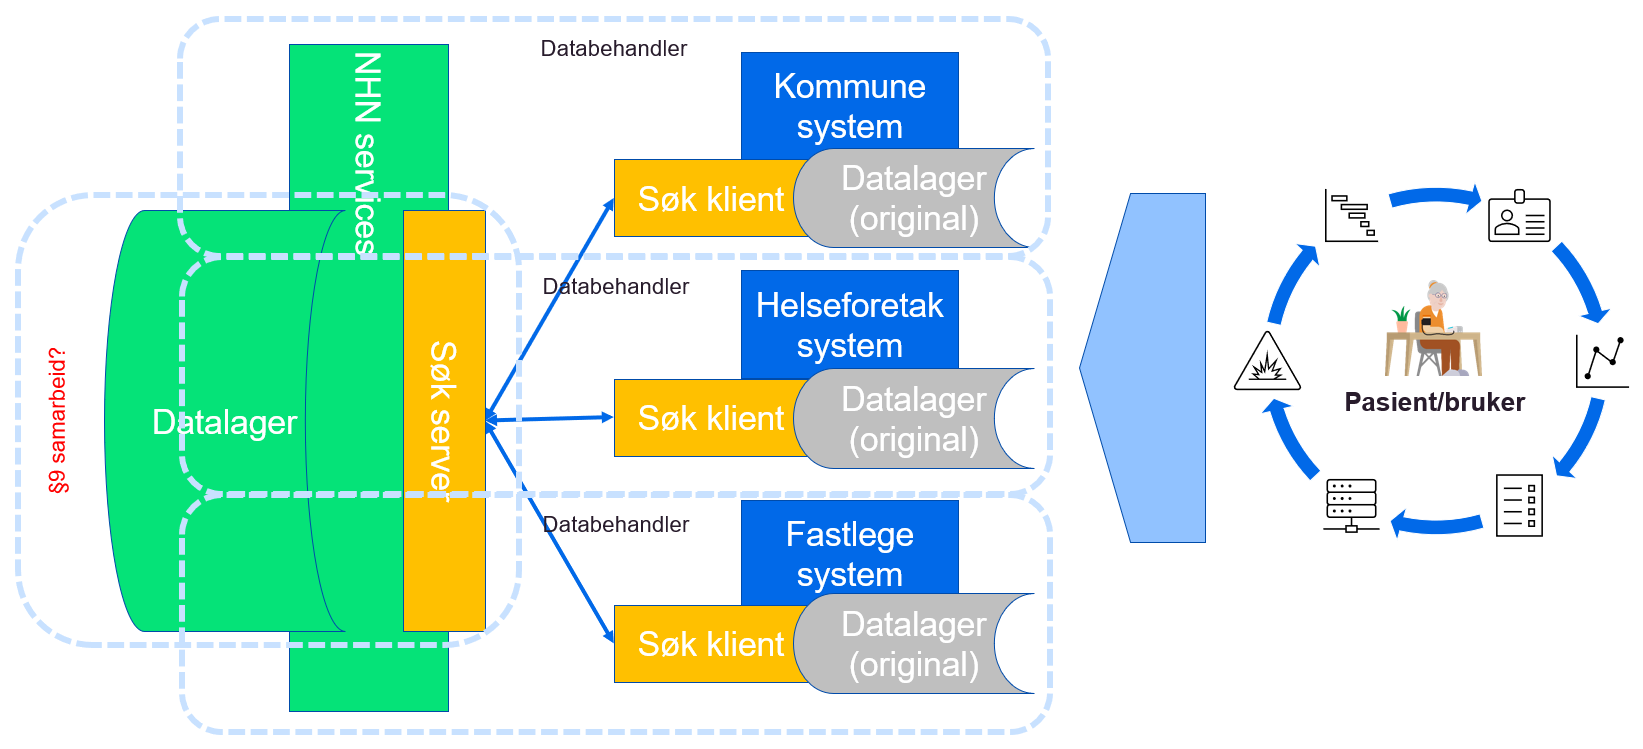 NHN services
Databehandler
Kommune
system
Søk klient
Datalager
(original)
§9 samarbeid?
Datalager
Søk server
Databehandler
Helseforetak
system
Søk klient
Datalager
(original)
Databehandler
Fastlege
system
Søk klient
Datalager
(original)
Pasient/bruker